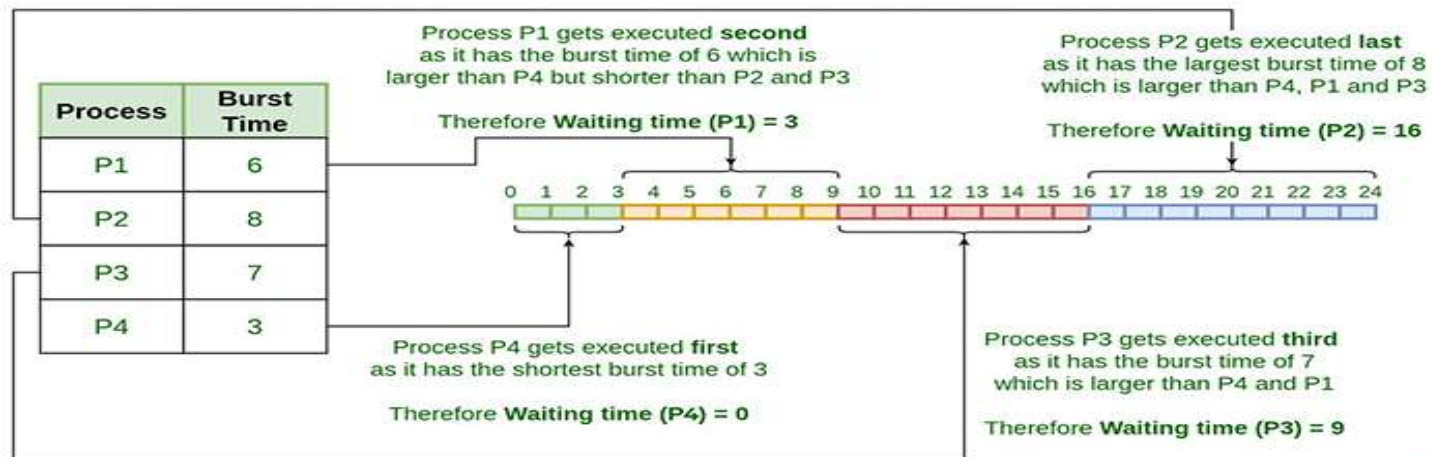 Process P1 gets executed second
as it has the burst time of 6 which is
larger than P4 but shorter than P2 and P3
Therefore Waiting time (P1) = 3
Process P2 gets executed last
as it has the largest burst time of 8
which is larger than P4, P1 and P3
Therefore Waiting time (P2) = 16
Process Burst Time
P1 6
P2 8
P3 7
P4 3
0 1 2 3 4 5 6 7 8 9 10 11 12 13 14 15 16 17 18 19 20 21 22 23 24
Process P4 gets executed first
as it has the shortest burst time of 3
Therefore Waiting time (P4) = 0
Process P3 gets executed third
as it has the burst time of 7
which is larger than P4 and P1
Therefore Waiting time (P3) = 9